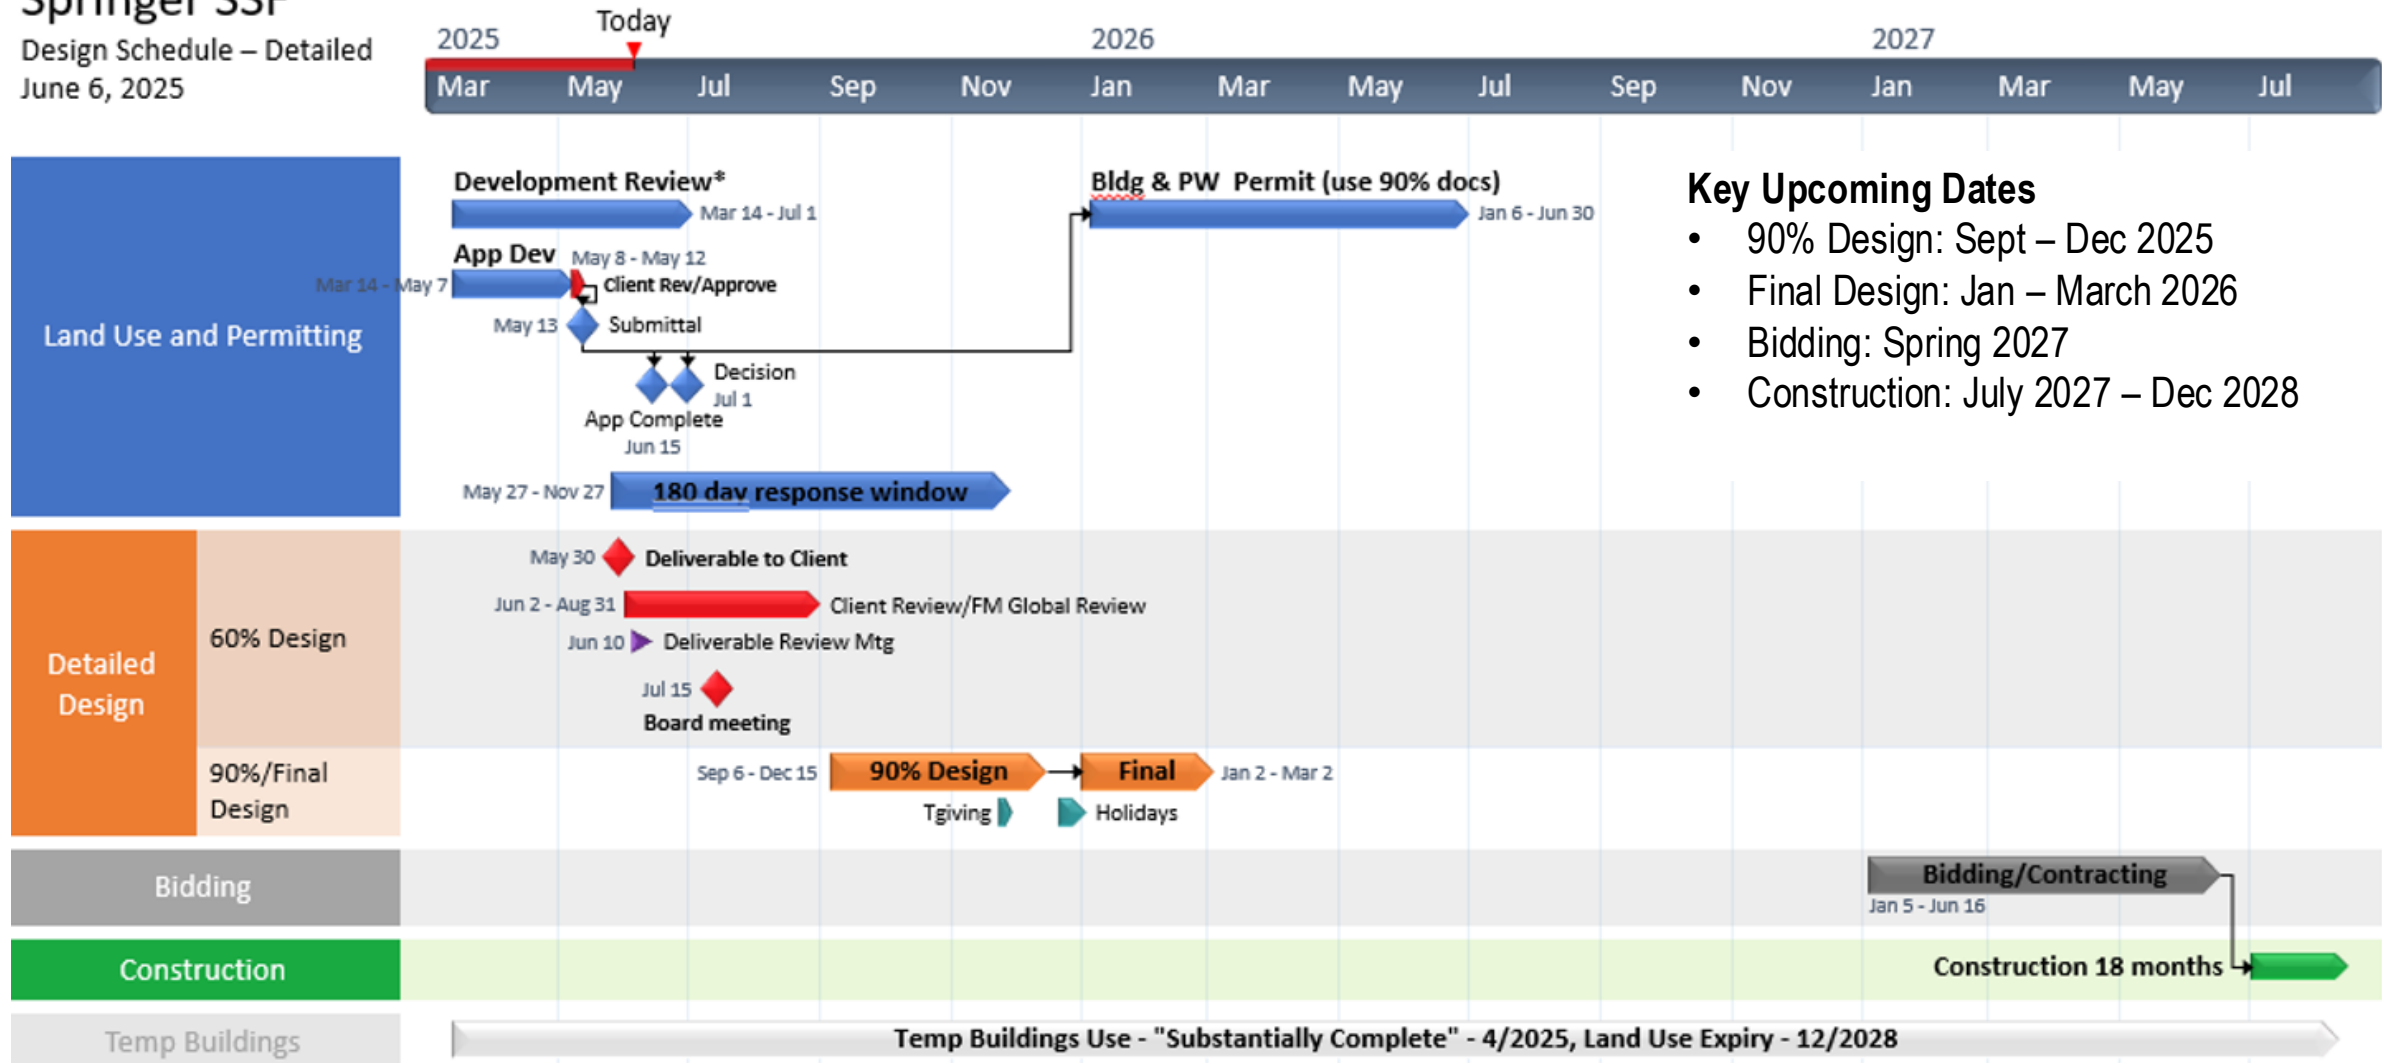 Springer SSF
Design Schedule – Detailed
June 6, 2025
Today
2025
2026
2027
Mar May Jul Sep Nov Jan Mar May Jul Sep Nov Jan Mar May Jul
Land Use and Permitting
Development Review*
Mar 14 - Jul 1
Bldg & PW Permit (use 90% docs)
Jan 6 - Jun 30
App Dev
May 8 - May 12
Mar 14 - May 7
Client Rev/Approve
May 13
Submittal
Decision
Jul 1
App Complete
Jun 15
May 27 - Nov 27
180 day response window
Key Upcoming Dates
• 90% Design: Sept – Dec 2025
• Final Design: Jan – March 2026
• Bidding: Spring 2027
• Construction: July 2027 – Dec 2028
Detailed
Design
60% Design
May 30
Deliverable to Client
Jun 2 - Aug 31
Client Review/FM Global Review
Jun 10
Deliverable Review Mtg
Jul 15
Board meeting
90%/Final
Design
Sep 6 - Dec 15
90% Design
Final
Jan 2 - Mar 2
Tgiving
Holidays
Bidding
Bidding/Contracting
Jan 5 - Jun 16
Construction
Construction 18 months
Temp Buildings
Temp Buildings Use - "Substantially Complete" - 4/2025, Land Use Expiry - 12/2028